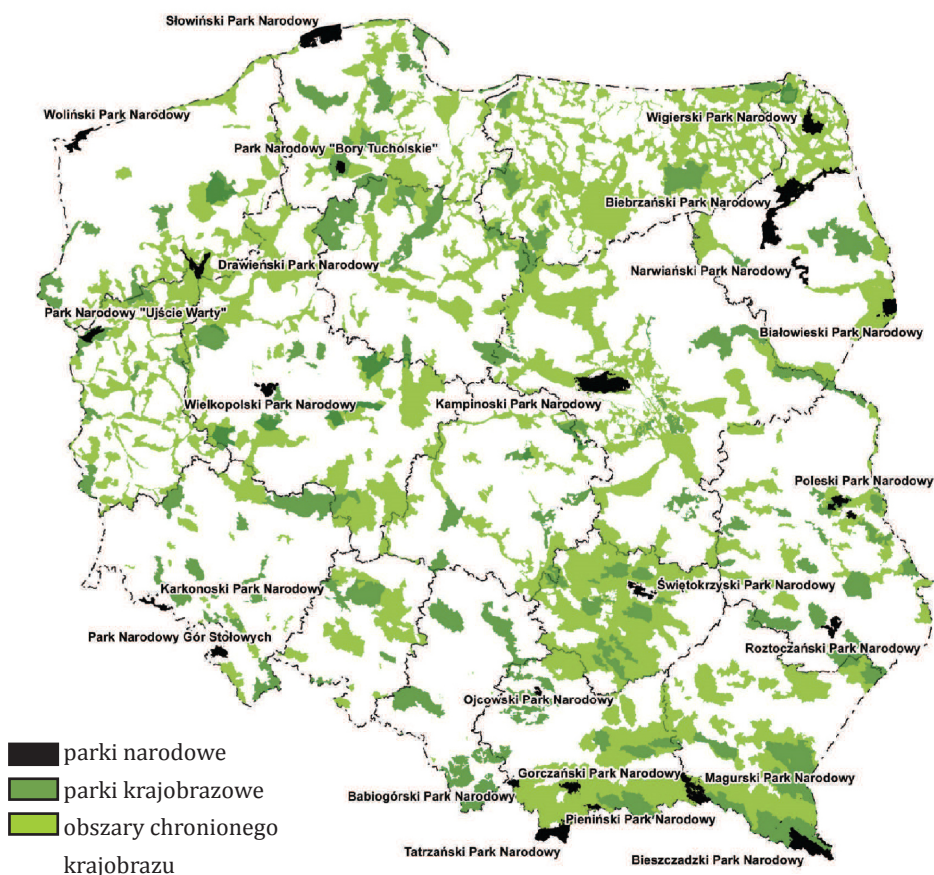 Słowiński Park Narodowy
Woliński Park Narodowy
Wigierski Park Narodowy
Park Narodowy "Bory Tucholskie"
Biebrzański Park Narodowy
Drawieński Park Narodowy
Narwiański Park Narodowy
Park Narodowy "Ujście Warty"
Białowieski Park Narodowy
Wielkopolski Park Narodowy
Kampinoski Park Narodowy
Poleski Park Narodowy
Karkonoski Park Narodowy
Świętokrzyski Park Narodowy
Park Narodowy Gór Stołowych
Roztoczański Park Narodowy
Ojcowski Park Narodowy
parki narodowe
parki krajobrazowe
obszary chronionego
krajobrazu
Gorczański Park Narodowy
Magurski Park Narodowy
Babiogórski Park Narodowy
Pieniński Park Narodowy
Tatrzański Park Narodowy
Bieszczadzki Park Narodowy